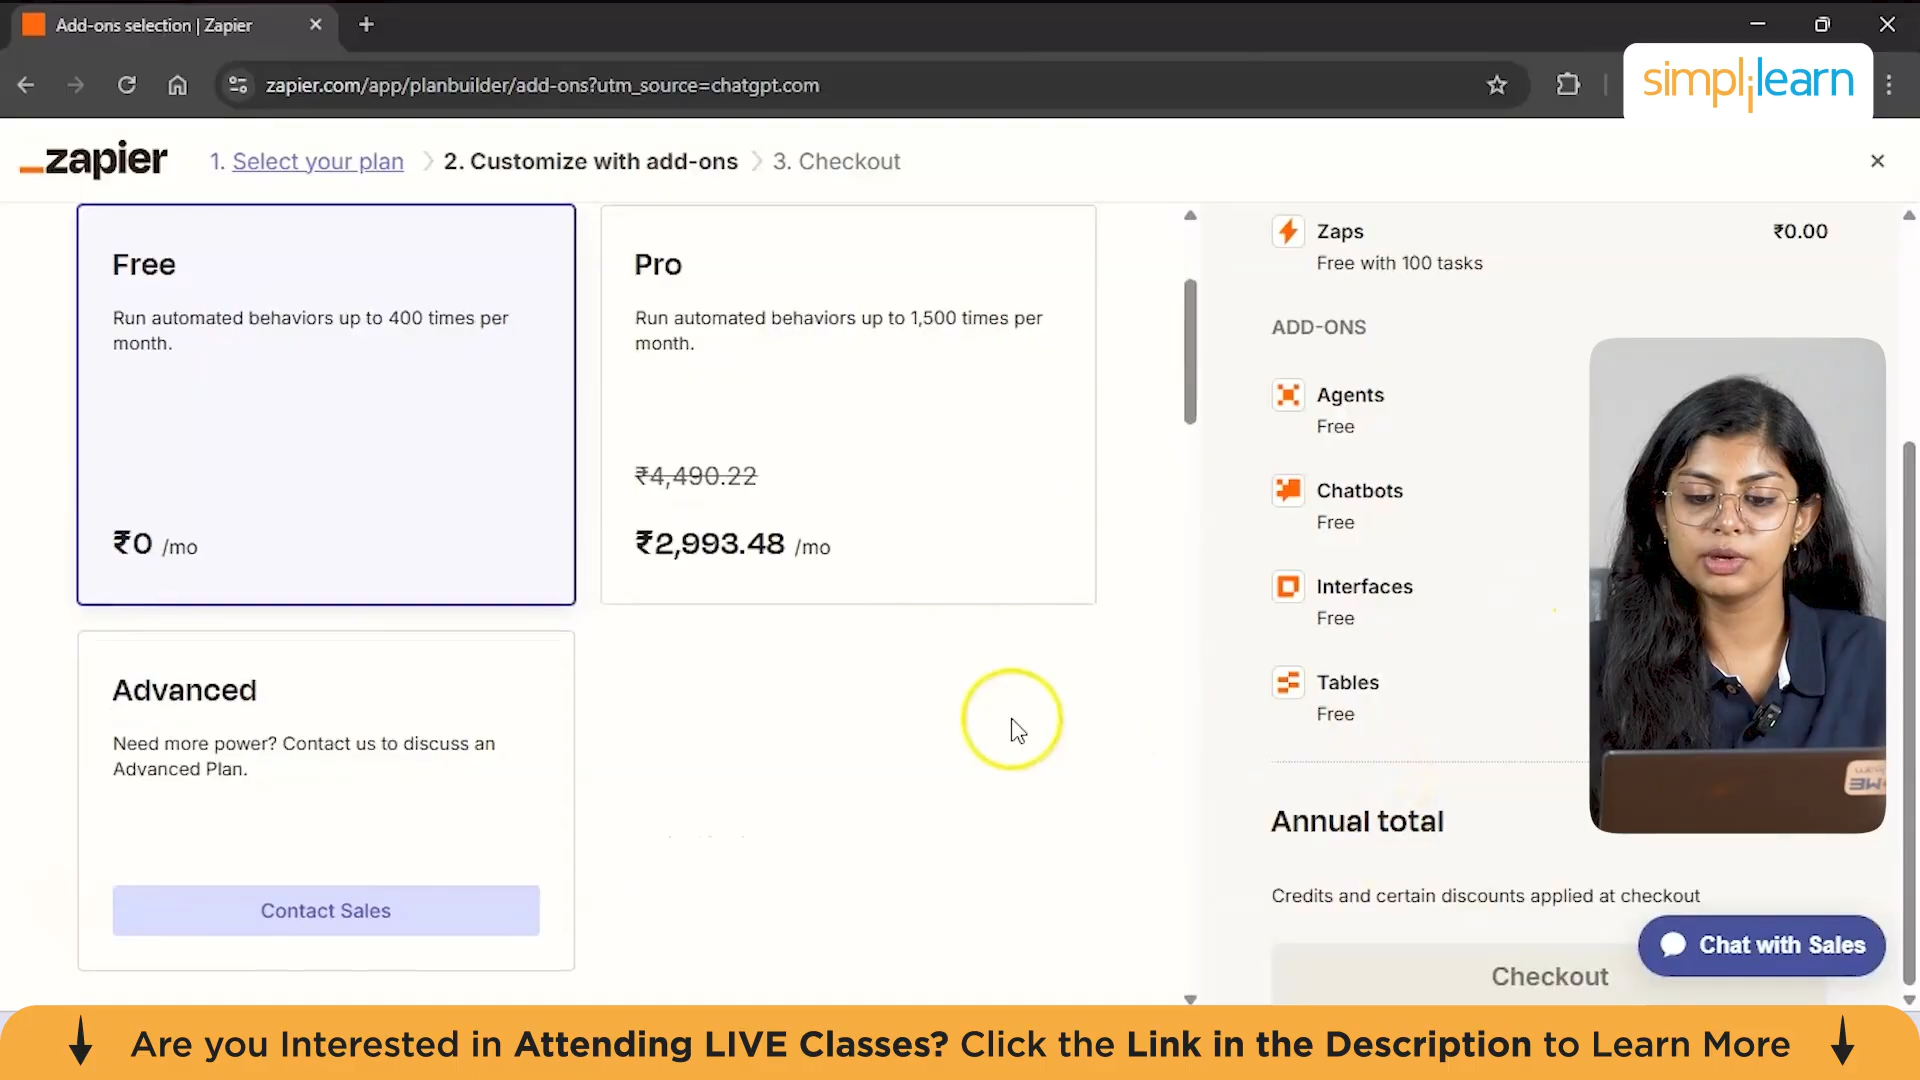 Add-ons selection | Zapier
zapier.com/app/planbuilder/add-ons?utm_source=chatgpt.com
simplilearn
zapier
1. Select your plan
2. Customize with add-ons
3. Checkout
Free
Run automated behaviors up to 400 times per
month.
₹0 /mo
Pro
Run automated behaviors up to 1,500 times per
month.
₹4,490.22
₹2,993.48 /mo
Advanced
Need more power? Contact us to discuss an
Advanced Plan.
Contact Sales
Zaps ₹0.00
Free with 100 tasks
ADD-ONS
Agents
Free
Chatbots
Free
Interfaces
Free
Tables
Free
Annual total
Credits and certain discounts applied at checkout
Chat with Sales
Checkout
Are you Interested in Attending LIVE Classes? Click the Link in the Description to Learn More